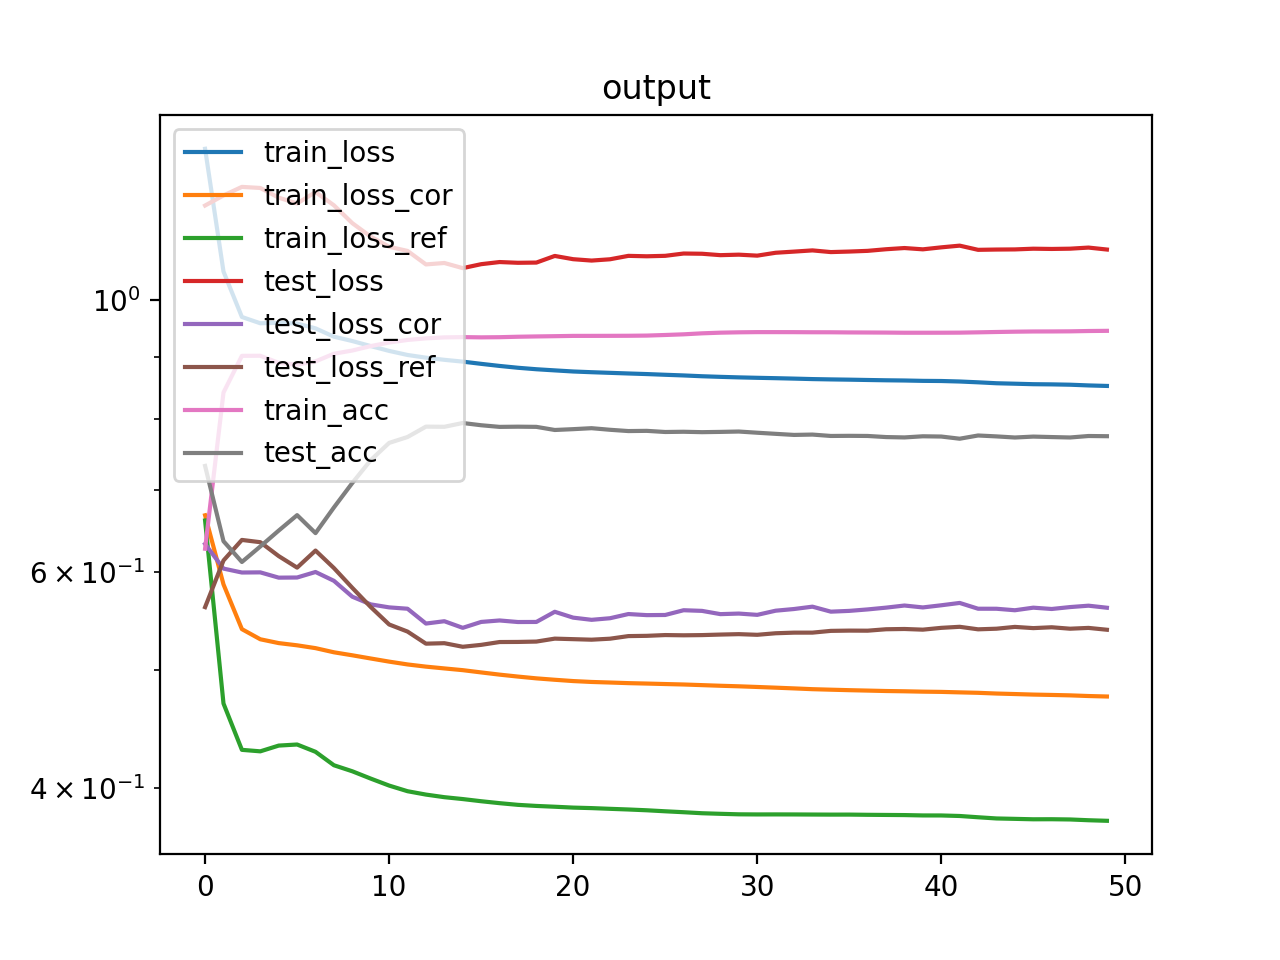 output
train_loss
train_loss_cor
train_loss_ref
test_loss
test_loss_cor
test_loss_ref
train_acc
test_acc
10⁰
6 × 10⁻¹
4 × 10⁻¹
0 10 20 30 40 50